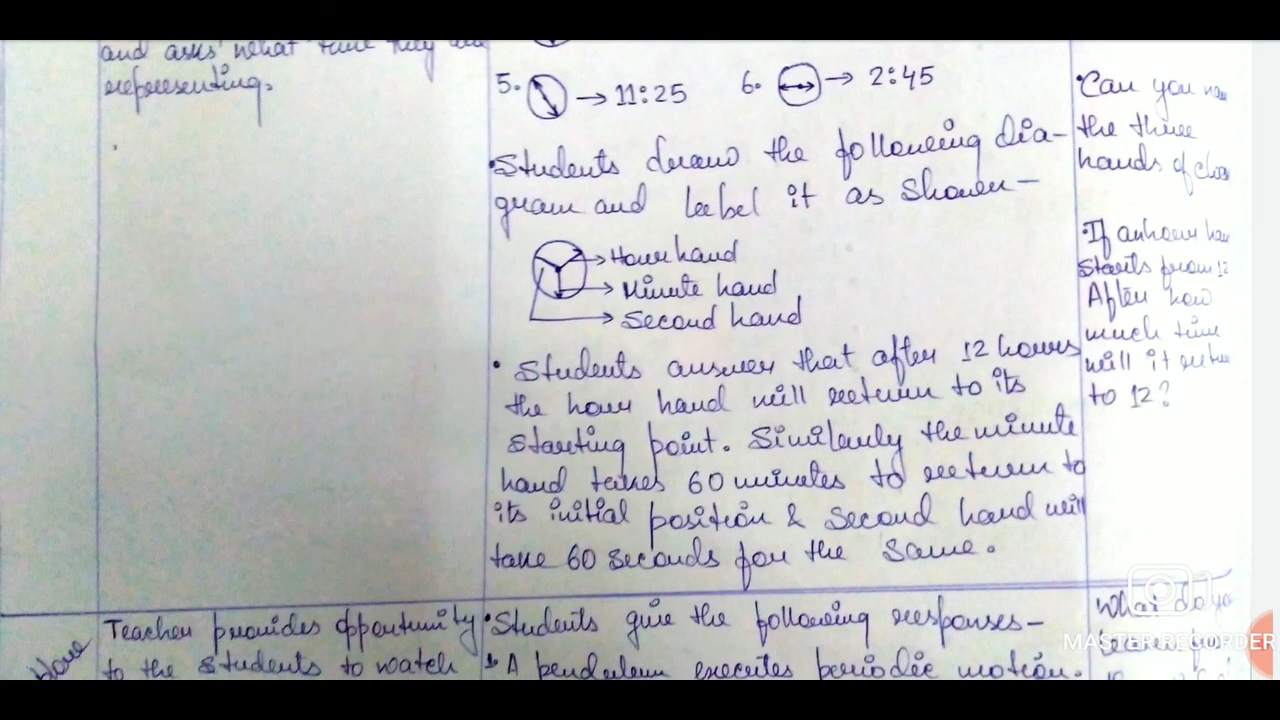 and asks what time they are
representing.
5. → 11:25 6. → 2:45
•Students draw the following dia-
gram and lebel it as shown-
→ Hour hand
→ Minute hand
→ Second hand
• Students answer that after 12 hours
the hour hand will return to its
starting point. Similarly the minute
hand takes 60 minutes to return to
its initial position & second hand will
take 60 seconds for the same.
•Can you
the three
hands of
•If an hour
starts from 12
After how
much time
will it
to 12?
Teacher provides opportunity
to the students to watch
•Students give the following responses-
A pendulum executes periodic motion.
What do
MASTER RECORDER